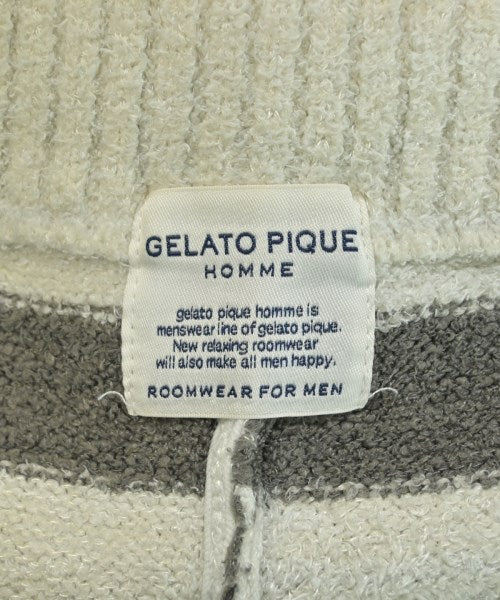 GELATO PIQUE
HOMME
gelato pique homme is
menswear line of gelato pique.
New relaxing roomwear
will also make all men happy.
ROOMWEAR FOR MEN